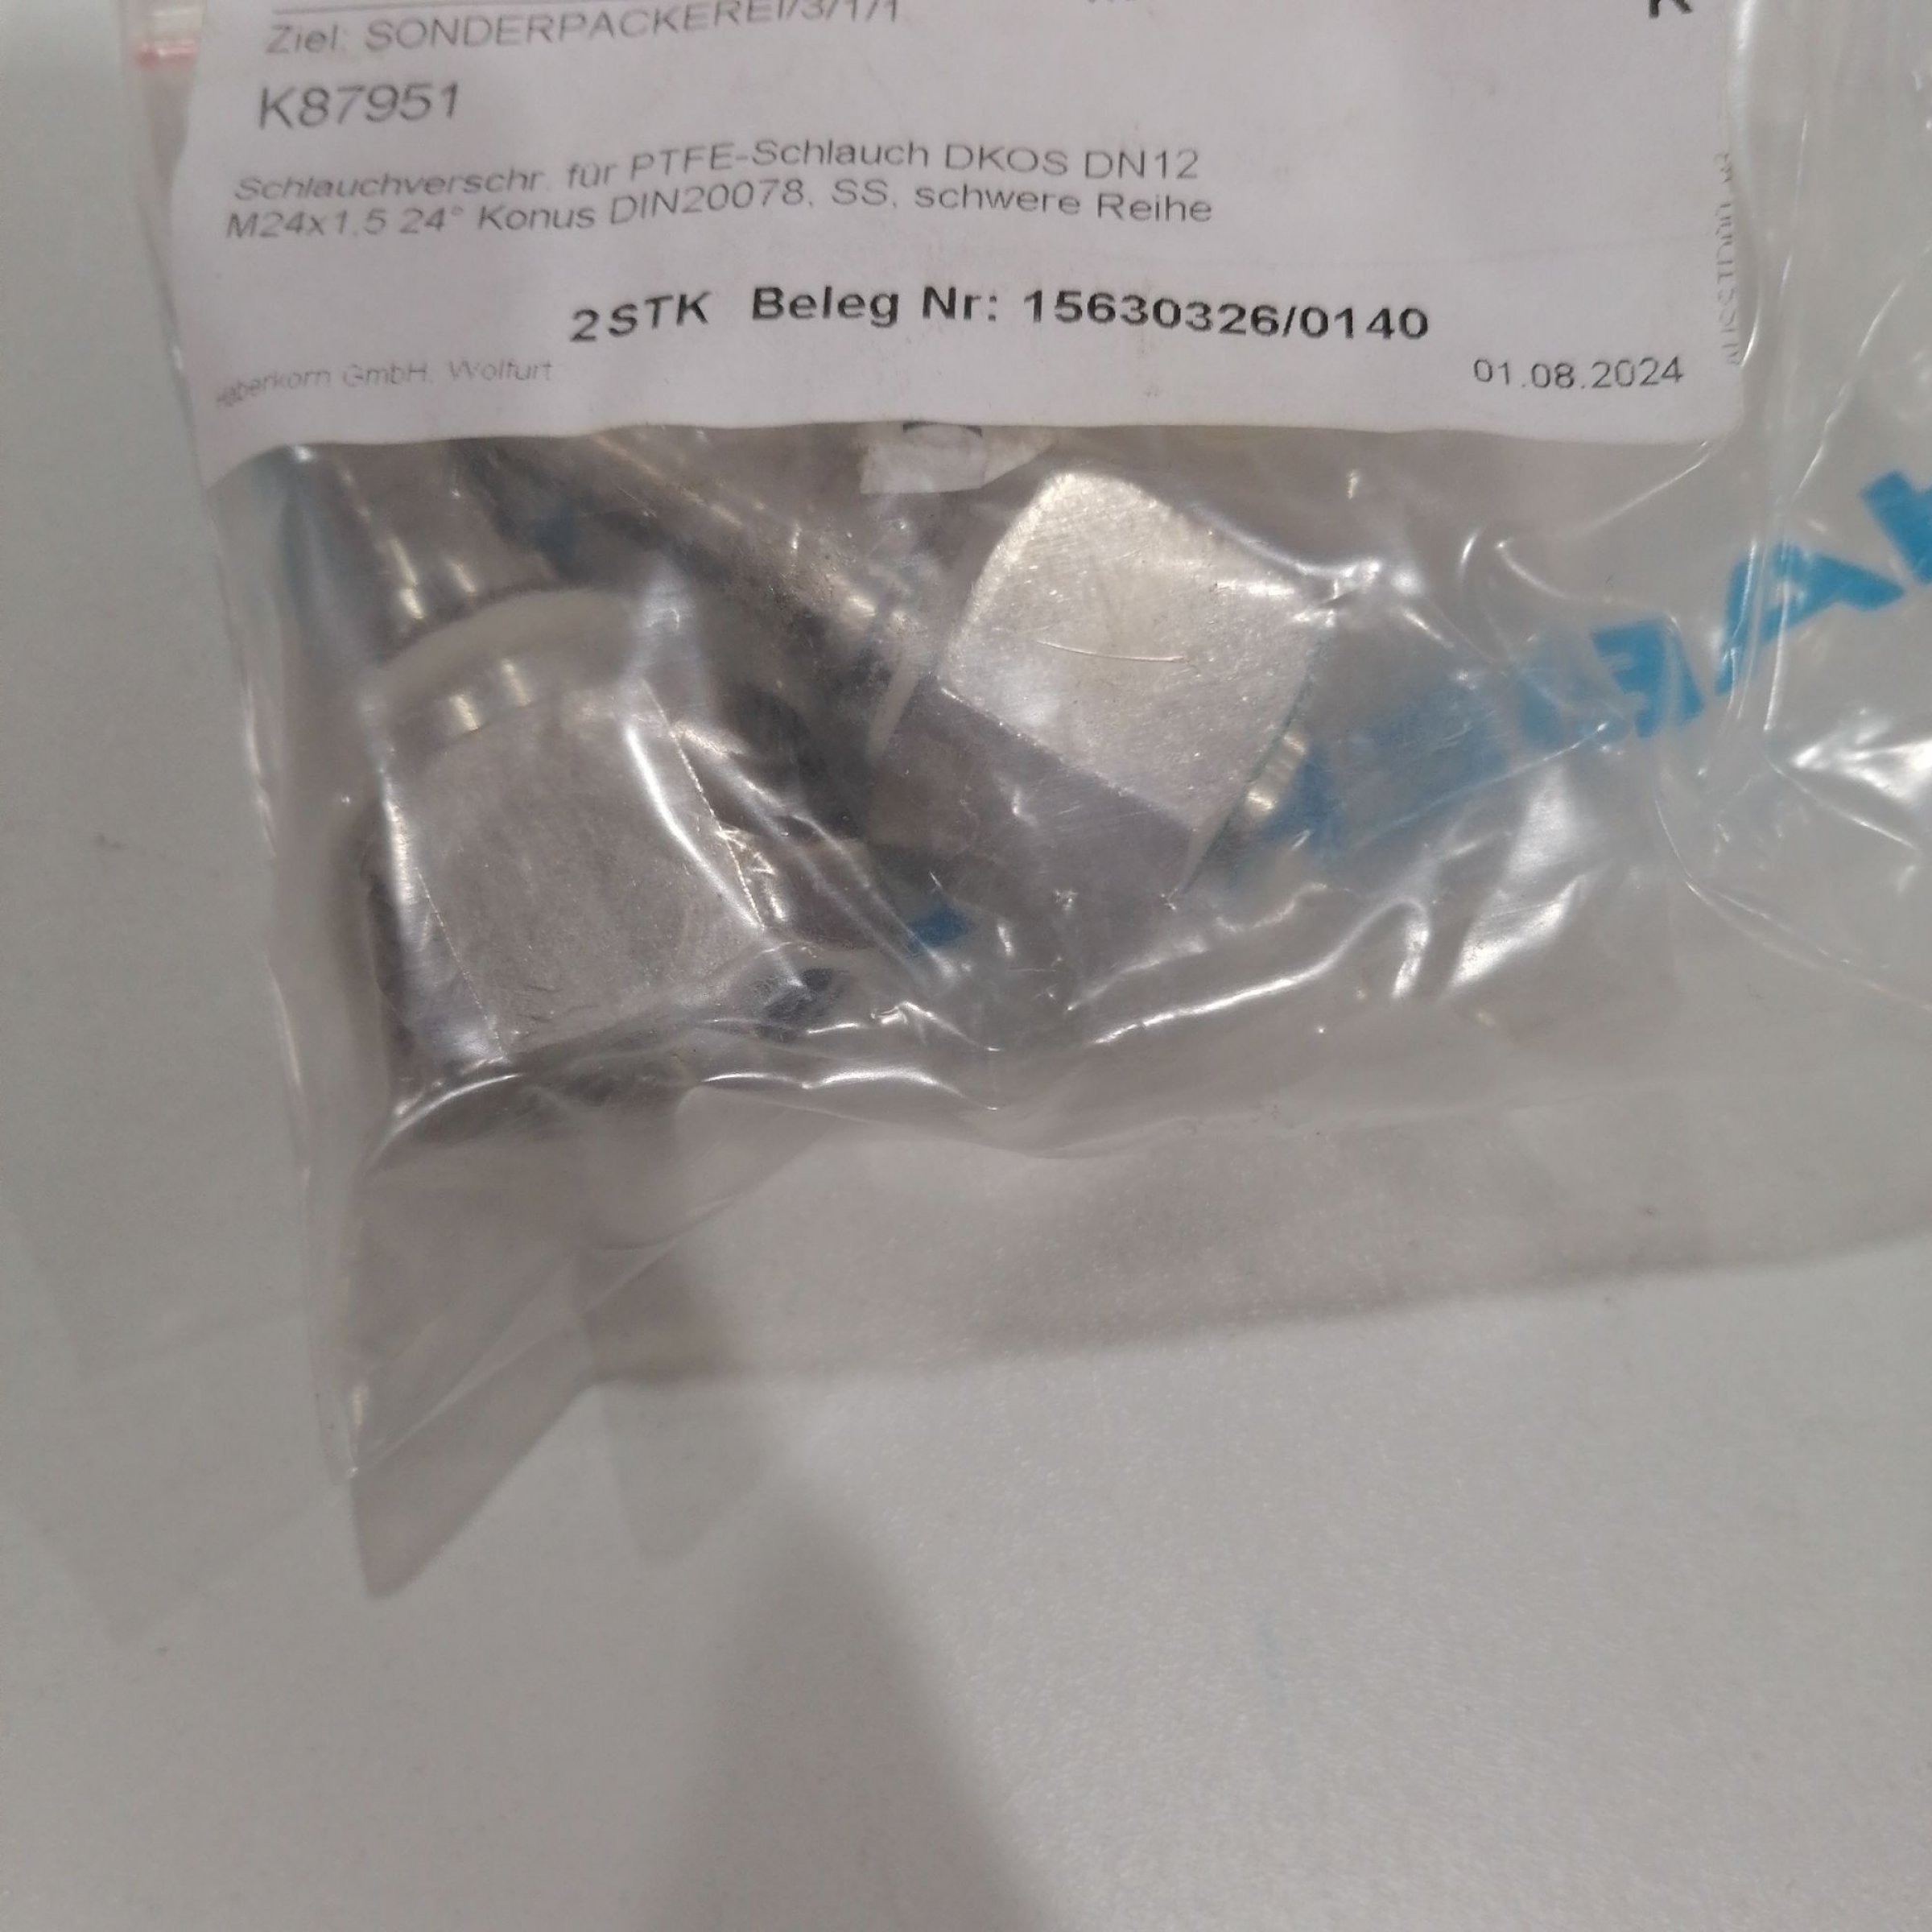 Ziel: SONDERPACKEREI/3/1/1
K87951
Schlauchverschr. für PTFE-Schlauch DKOS DN12
M24x1.5 24° Konus DIN20078, SS, schwere Reihe
2STK Beleg Nr: 15630326/0140
Haberkorn GmbH, Wolfurt
01.08.2024